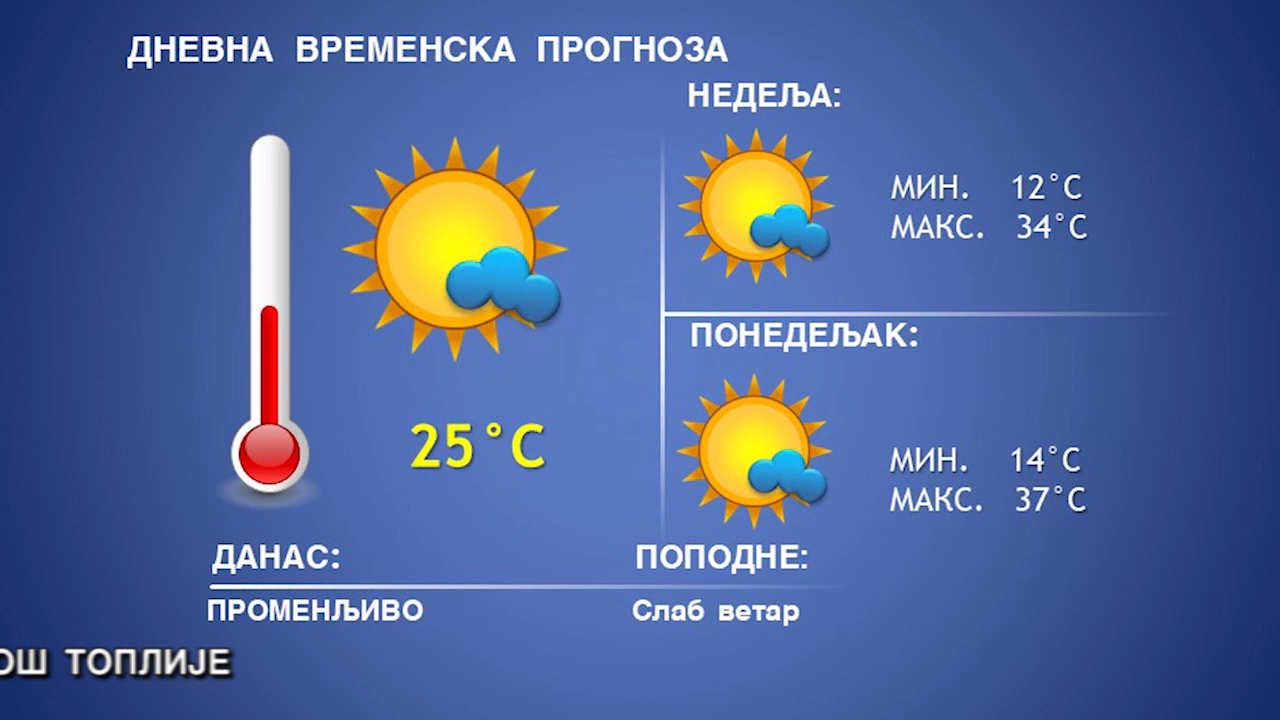 ДНЕВНА ВРЕМЕНСКА ПРОГНОЗА
НЕДЕЉА:
МИН. 12°C
МАКС. 34°C
ПОНЕДЕЉАК:
МИН. 14°C
МАКС. 37°C
25°C
ДАНАС:
ПРОМЕНЉИВО
ПОПОДНЕ:
Слаб ветар
ОШ ТОПЛИЈЕ